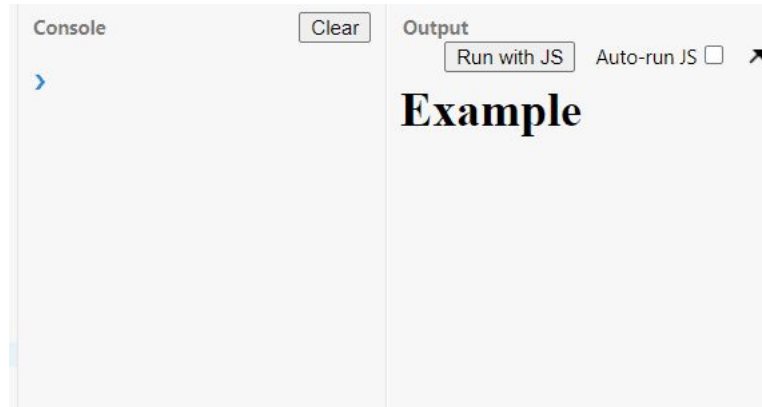 Console
Clear
Output
Run with JS
Auto-run JS
Example